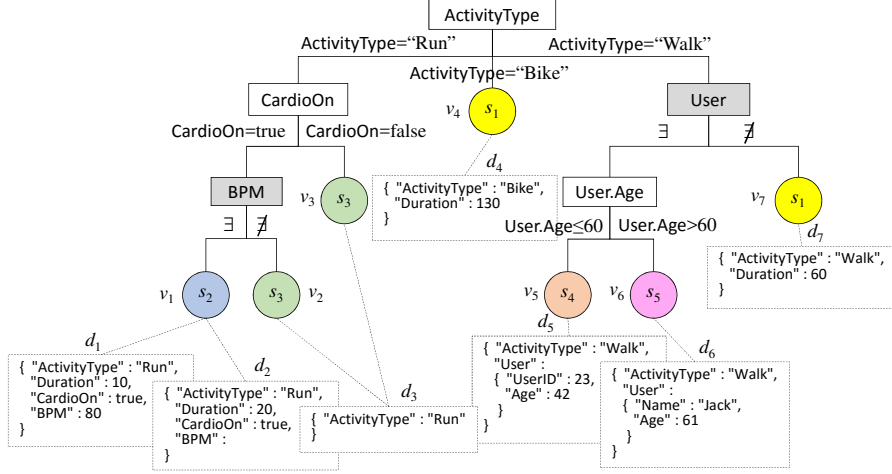 ActivityType
ActivityType="Run"
ActivityType="Walk"
ActivityType="Bike"
CardioOn
v4
s1
User
CardioOn=true
CardioOn=false
∃
∄
d4
BPM
v3
s3
{ "ActivityType" : "Bike",
"Duration" : 130
}
User.Age
v7
s1
∃
∄
User.Age≤60
User.Age>60
d7
{ "ActivityType" : "Walk",
"Duration" : 60
}
v1
s2
s3
v2
v5
s4
v6
s5
d1
{ "ActivityType" : "Run",
"Duration" : 10,
"CardioOn" : true,
"BPM" : 80
}
d2
{ "ActivityType" : "Run",
"Duration" : 20,
"CardioOn" : true,
"BPM" :
}
d3
{ "ActivityType" : "Run"
}
d5
{ "ActivityType" : "Walk",
"User" :
{ "UserID" : 23,
"Age" : 42
}
}
d6
{ "ActivityType" : "Walk",
"User" :
{ "Name" : "Jack",
"Age" : 61
}
}